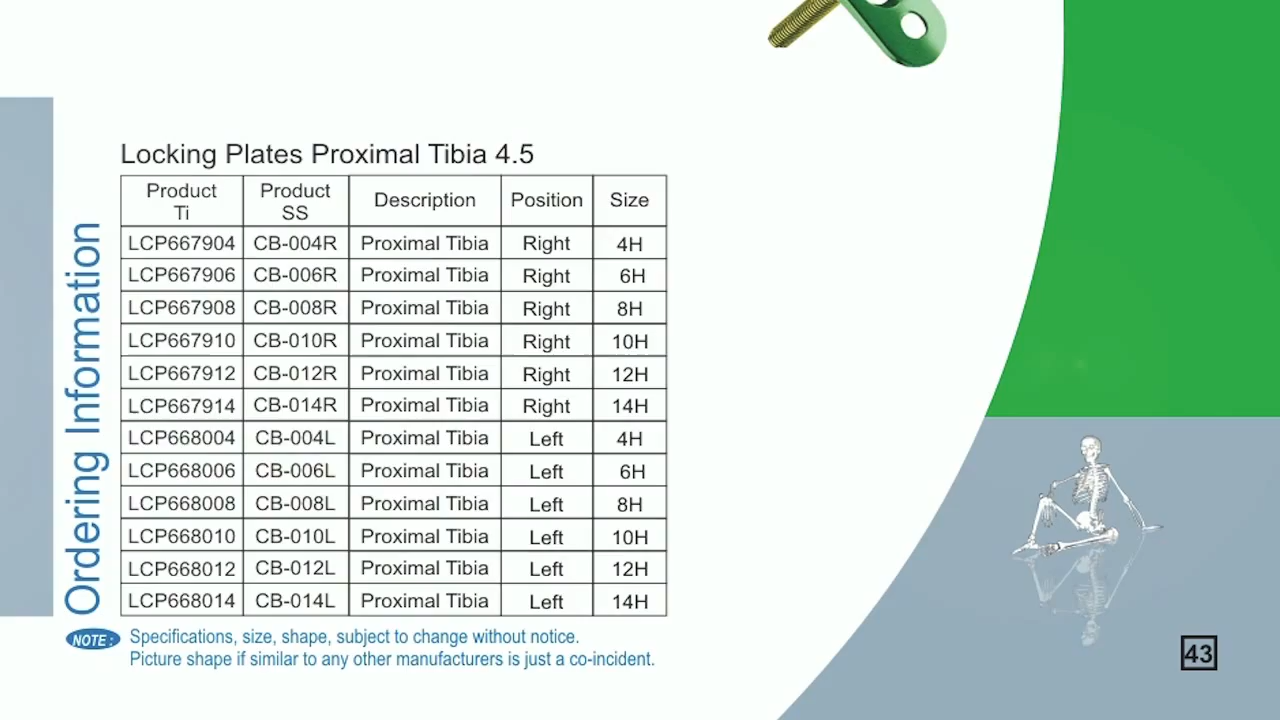 Locking Plates Proximal Tibia 4.5
Product Ti Product SS Description Position Size
LCP667904 CB-004R Proximal Tibia Right 4H
LCP667906 CB-006R Proximal Tibia Right 6H
LCP667908 CB-008R Proximal Tibia Right 8H
LCP667910 CB-010R Proximal Tibia Right 10H
LCP667912 CB-012R Proximal Tibia Right 12H
LCP667914 CB-014R Proximal Tibia Right 14H
LCP668004 CB-004L Proximal Tibia Left 4H
LCP668006 CB-006L Proximal Tibia Left 6H
LCP668008 CB-008L Proximal Tibia Left 8H
LCP668010 CB-010L Proximal Tibia Left 10H
LCP668012 CB-012L Proximal Tibia Left 12H
LCP668014 CB-014L Proximal Tibia Left 14H
Ordering Information
NOTE : Specifications, size, shape, subject to change without notice.
Picture shape if similar to any other manufacturers is just a co-incident.
43